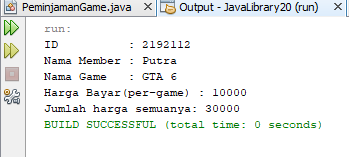 PeminjamanGame.java Output - JavaLibrary20 (run)
run:
ID : 2192112
Nama Member : Putra
Nama Game : GTA 6
Harga Bayar(per-game) : 10000
Jumlah harga semuanya: 30000
BUILD SUCCESSFUL (total time: 0 seconds)